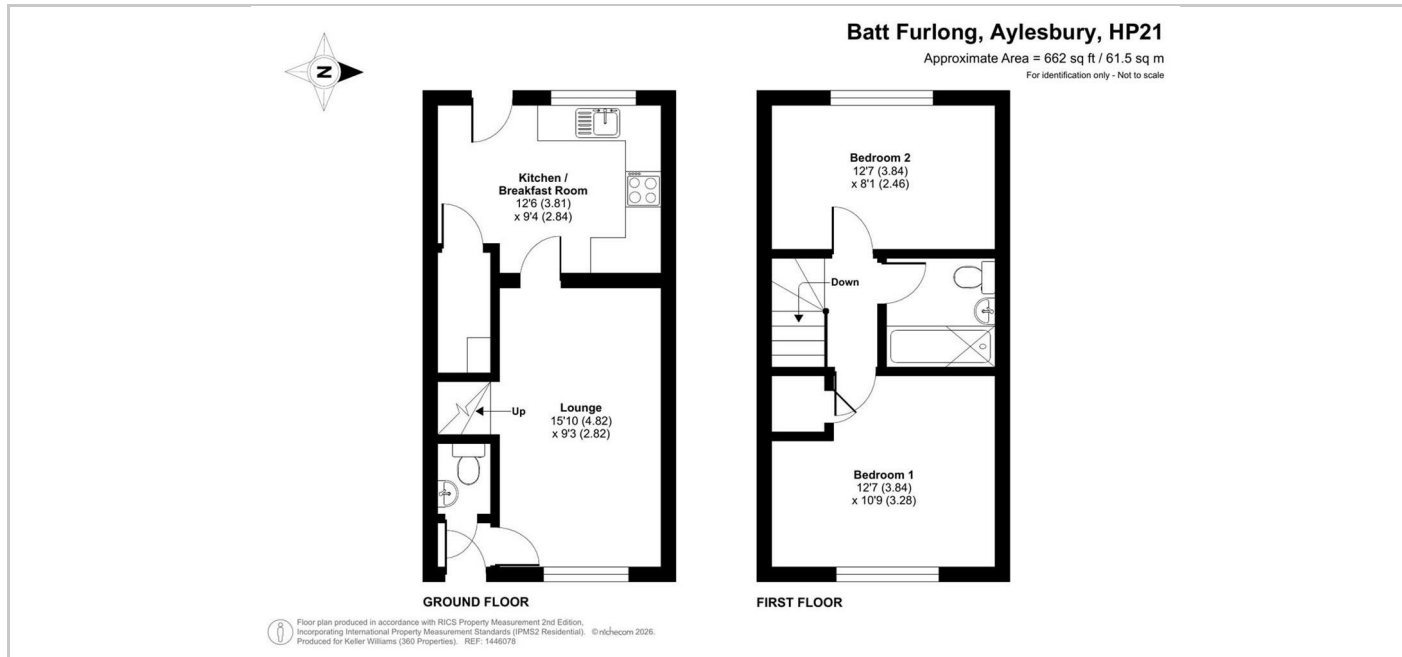 Batt Furlong, Aylesbury, HP21
Approximate Area = 662 sq ft / 61.5 sq m
For identification only - Not to scale
N
Kitchen /
Breakfast Room
12'6 (3.81)
x 9'4 (2.84)
Up
Lounge
15'10 (4.82)
x 9'3 (2.82)
GROUND FLOOR
Bedroom 2
12'7 (3.84)
x 8'1 (2.46)
Down
Bedroom 1
12'7 (3.84)
x 10'9 (3.28)
FIRST FLOOR
Floor plan produced in accordance with RICS Property Measurement 2nd Edition,
Incorporating International Property Measurement Standards (IPMS2 Residential). © nichecom 2026.
Produced for Keller Williams (360 Properties). REF: 1446078